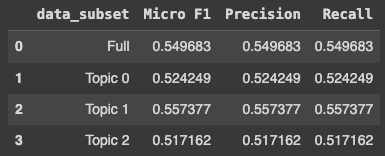 data_subset Micro F1 Precision Recall
0 Full 0.549683 0.549683 0.549683
1 Topic 0 0.524249 0.524249 0.524249
2 Topic 1 0.557377 0.557377 0.557377
3 Topic 2 0.517162 0.517162 0.517162